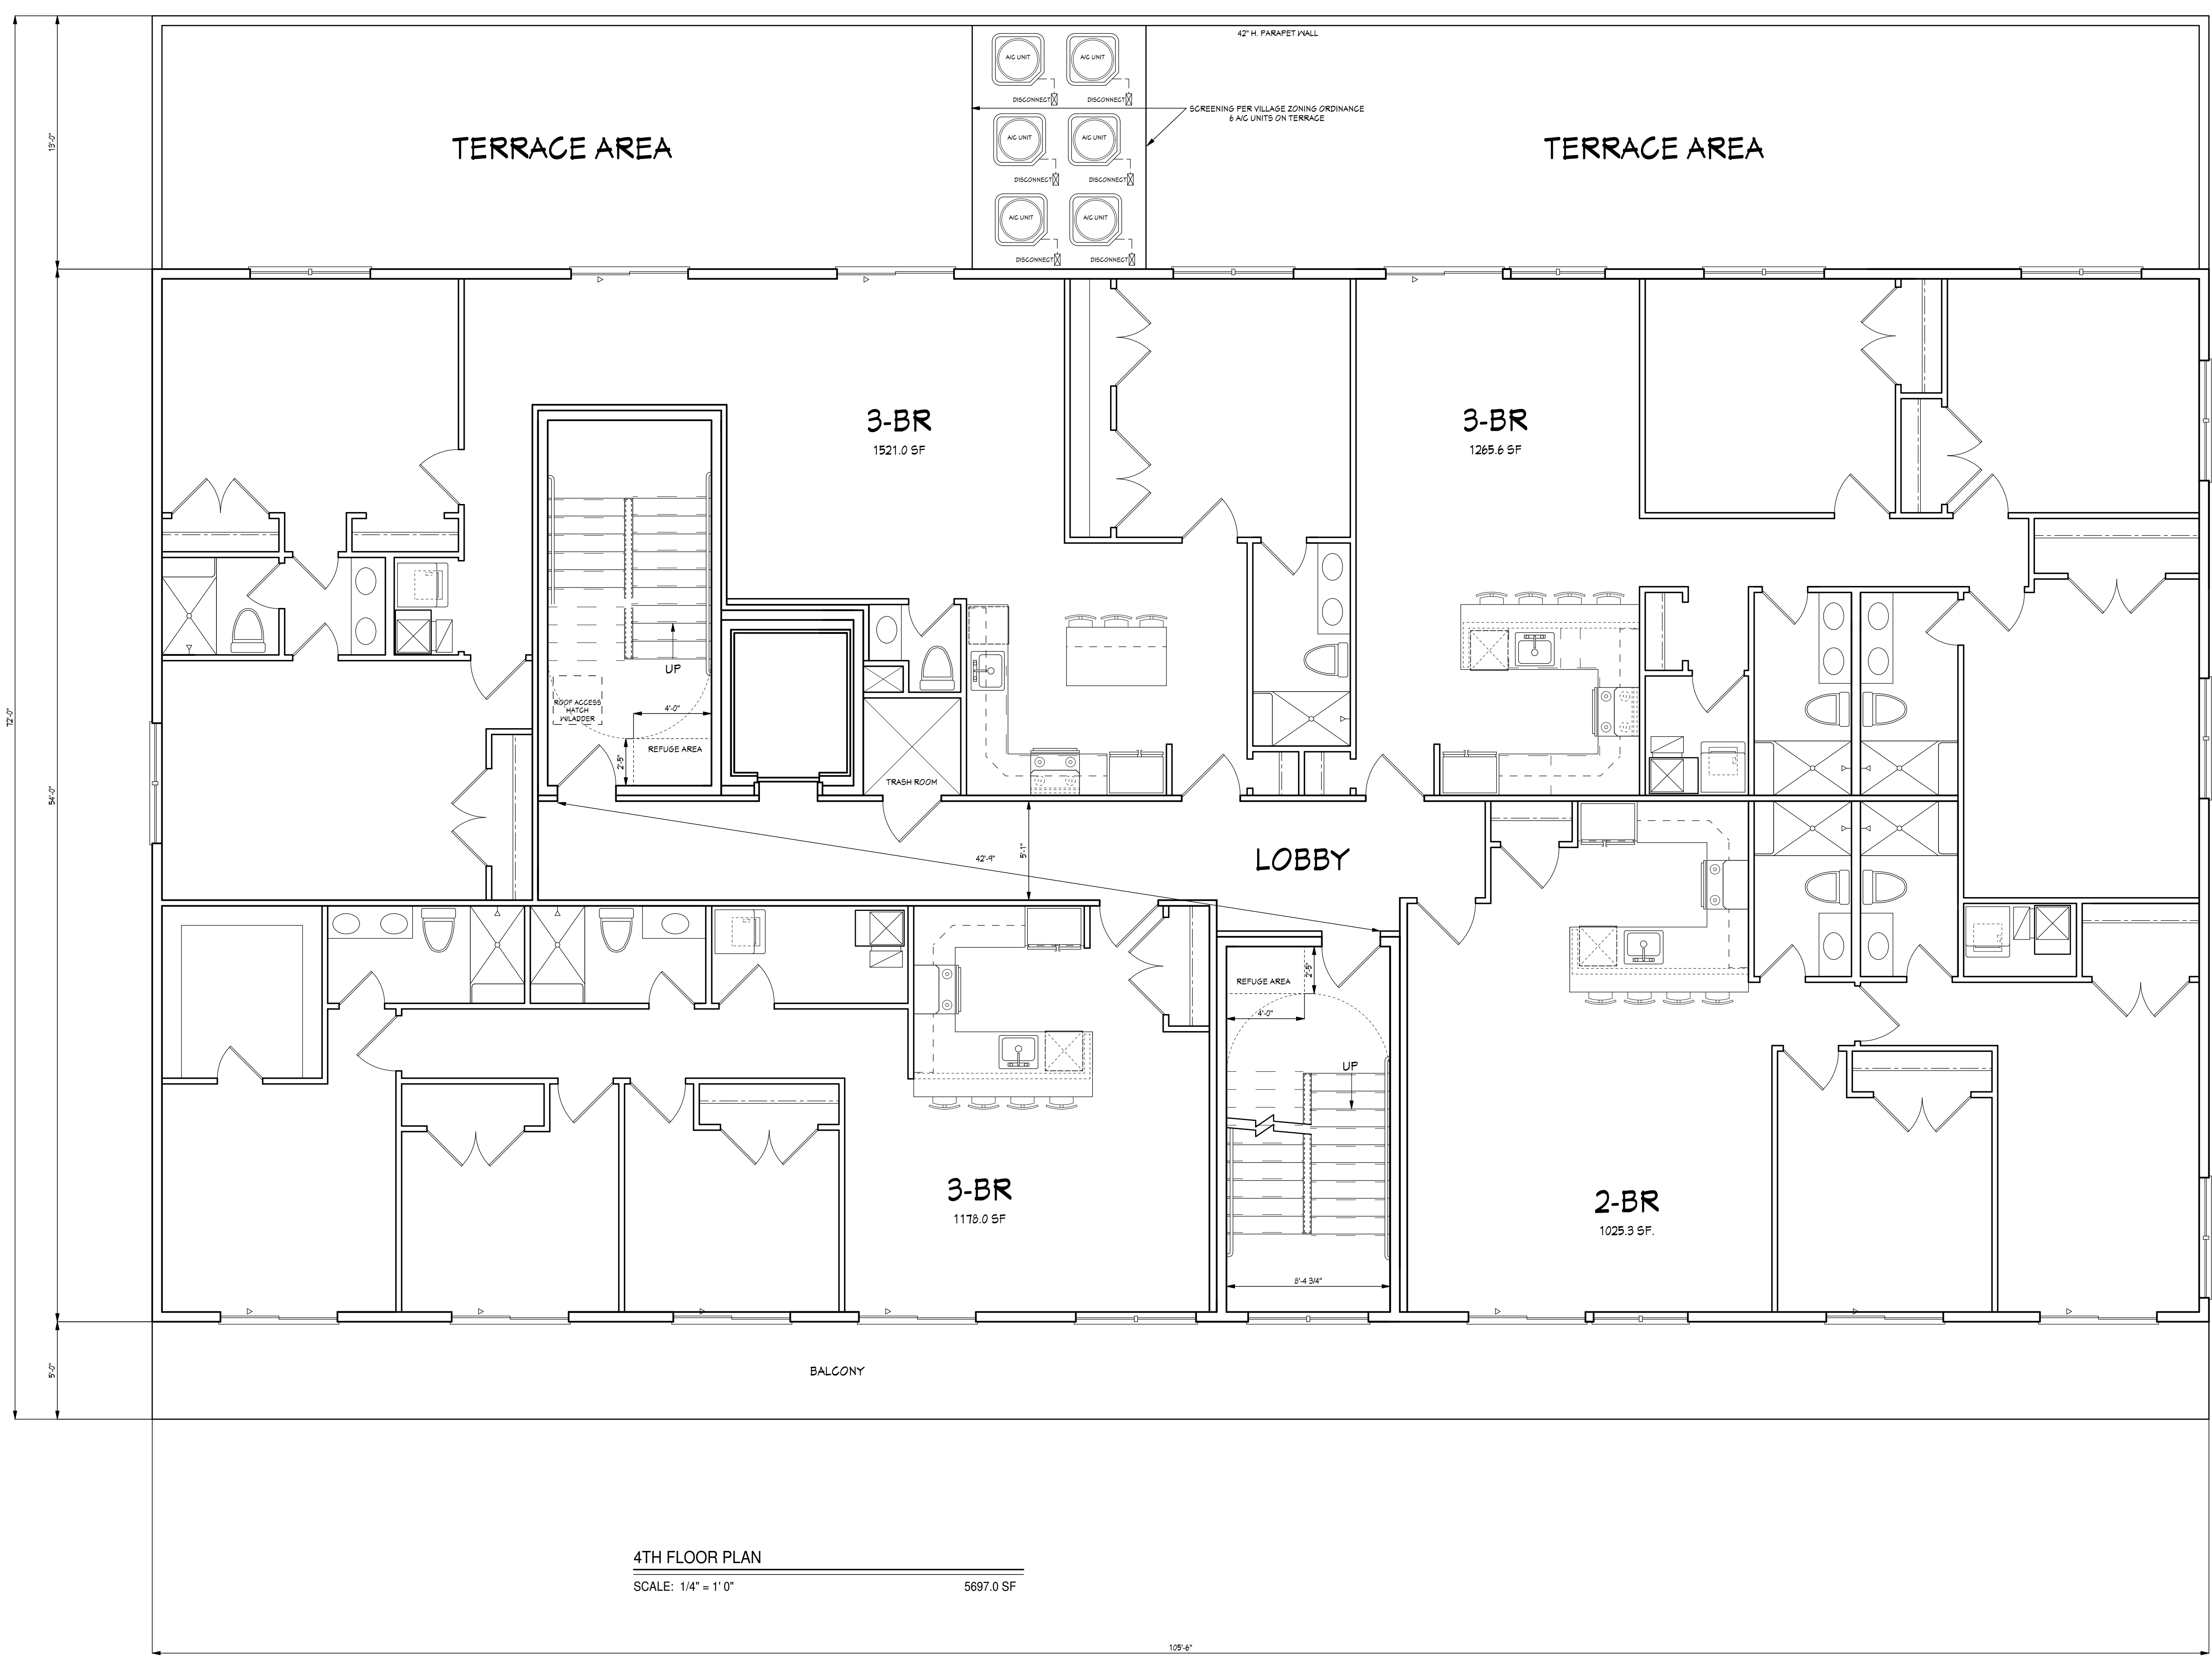 42" H. PARAPET WALL
A/C UNIT
A/C UNIT
DISCONNECT
DISCONNECT
SCREENING PER VILLAGE ZONING ORDINANCE
6 A/C UNITS ON TERRACE
13'-0"
TERRACE AREA
A/C UNIT
A/C UNIT
TERRACE AREA
DISCONNECT
DISCONNECT
A/C UNIT
A/C UNIT
DISCONNECT
DISCONNECT
3-BR
1521.0 SF
3-BR
1265.6 SF
UP
ROOF ACCESS
HATCH
W/LADDER
4'-0"
REFUGE AREA
2'-5"
TRASH ROOM
72'-0"
54'-0"
42'-9"
5'-1"
LOBBY
REFUGE AREA
2'-5"
4'-0"
UP
3-BR
1178.0 SF
2-BR
1025.3 SF.
8'-4 3/4"
5'-0"
BALCONY
4TH FLOOR PLAN
SCALE: 1/4" = 1' 0"
5697.0 SF
105'-6"